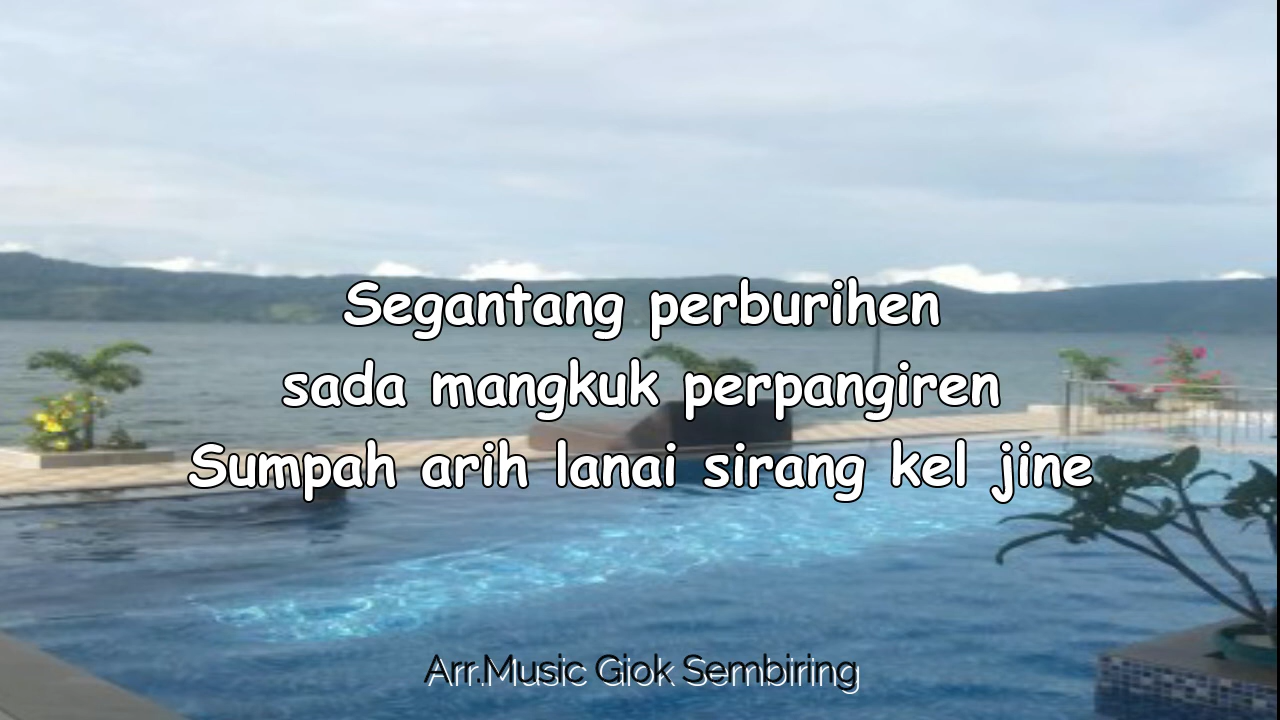 Segantang perburihen
sada mangkuk perpangiren
Sumpah arih lanai sirang kel jine
Arr.Music Giok Sembiring